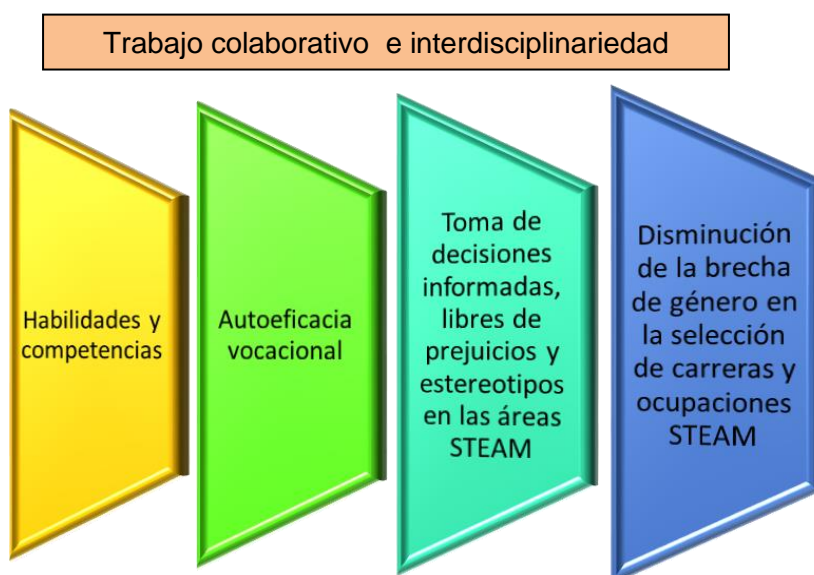 Trabajo colaborativo e interdisciplinariedad
Habilidades y
competencias
Autoeficacia
vocacional
Toma de
decisiones
informadas,
libres de
prejuicios y
estereotipos
en las áreas
STEAM
Disminución
de la brecha
de género en
la selección
de carreras y
ocupaciones
STEAM